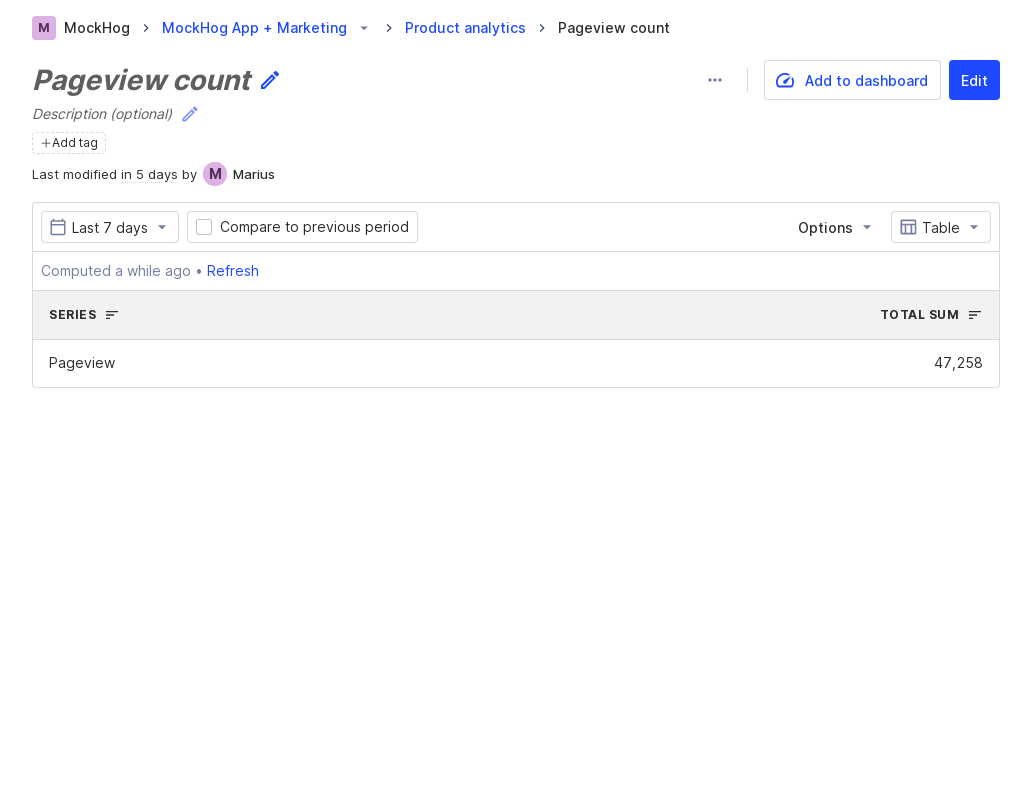 M MockHog MockHog App + Marketing Product analytics Pageview count
Pageview count
Add to dashboard Edit
Description (optional)
Add tag
Last modified in 5 days by M Marius
Last 7 days Compare to previous period Options Table
Computed a while ago • Refresh
SERIES TOTAL SUM
Pageview 47,258